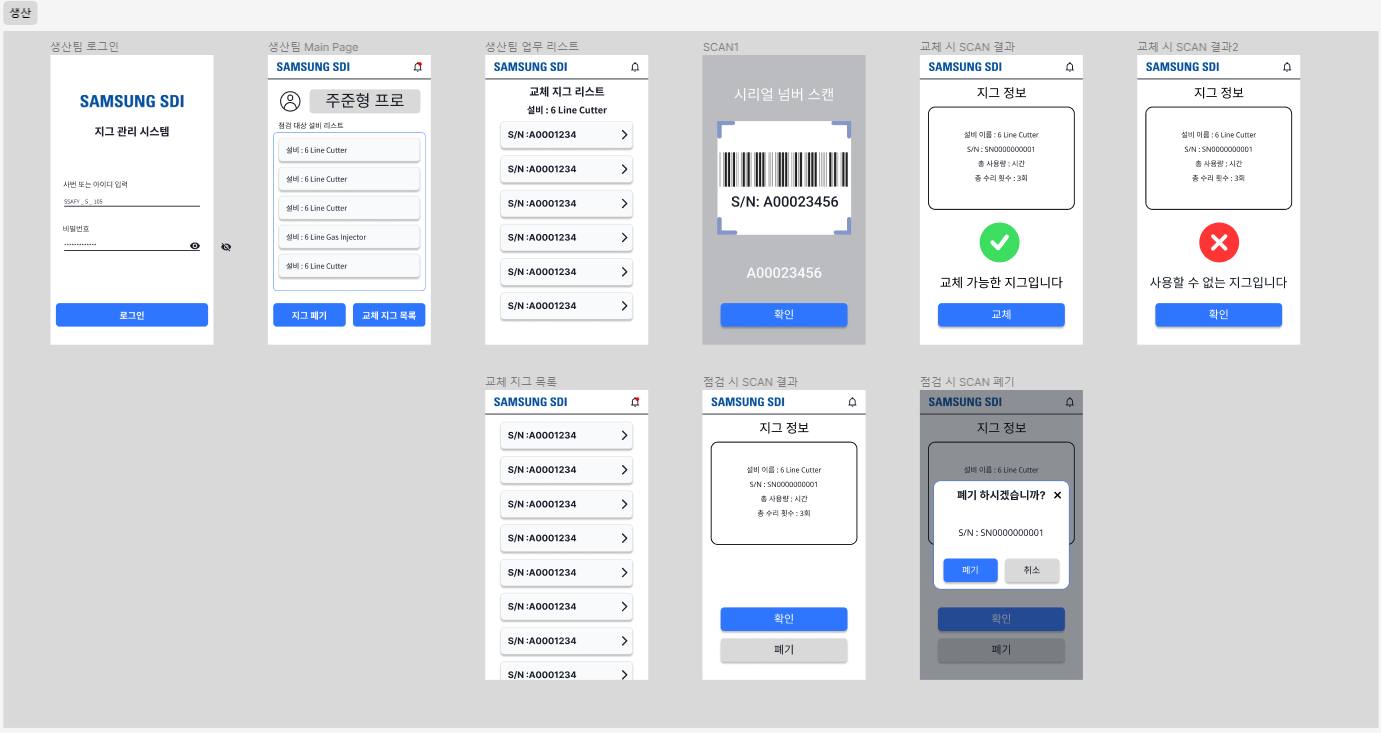 생산
생산팀 로그인
SAMSUNG SDI
지그 관리 시스템
사번 또는 아이디 입력
SSAFY _ S _ 105
비밀번호
로그인
생산팀 Main Page
SAMSUNG SDI
주준형 프로
점검 대상 설비 리스트
설비 : 6 Line Cutter
설비 : 6 Line Cutter
설비 : 6 Line Cutter
설비 : 6 Line Gas Injector
설비 : 6 Line Cutter
지그 폐기
교체 지그 목록
생산팀 업무 리스트
SAMSUNG SDI
교체 지그 리스트
설비 : 6 Line Cutter
S/N :A0001234
S/N :A0001234
S/N :A0001234
S/N :A0001234
S/N :A0001234
S/N :A0001234
SCAN1
시리얼 넘버 스캔
S/N: A00023456
A00023456
확인
교체 시 SCAN 결과
SAMSUNG SDI
지그 정보
설비 이름 : 6 Line Cutter
S/N : SN0000000001
총 사용량 : 시간
총 수리 횟수 : 3회
교체 가능한 지그입니다
교체
교체 시 SCAN 결과2
SAMSUNG SDI
지그 정보
설비 이름 : 6 Line Cutter
S/N : SN0000000001
총 사용량 : 시간
총 수리 횟수 : 3회
사용할 수 없는 지그입니다
확인
교체 지그 목록
SAMSUNG SDI
S/N :A0001234
S/N :A0001234
S/N :A0001234
S/N :A0001234
S/N :A0001234
S/N :A0001234
S/N :A0001234
S/N :A0001234
점검 시 SCAN 결과
SAMSUNG SDI
지그 정보
설비 이름 : 6 Line Cutter
S/N : SN0000000001
총 사용량 : 시간
총 수리 횟수 : 3회
확인
폐기
점검 시 SCAN 폐기
SAMSUNG SDI
지그 정보
설비 이름 : 6 Line Cutter
폐기 하시겠습니까?
S/N : SN0000000001
폐기
취소
확인
폐기